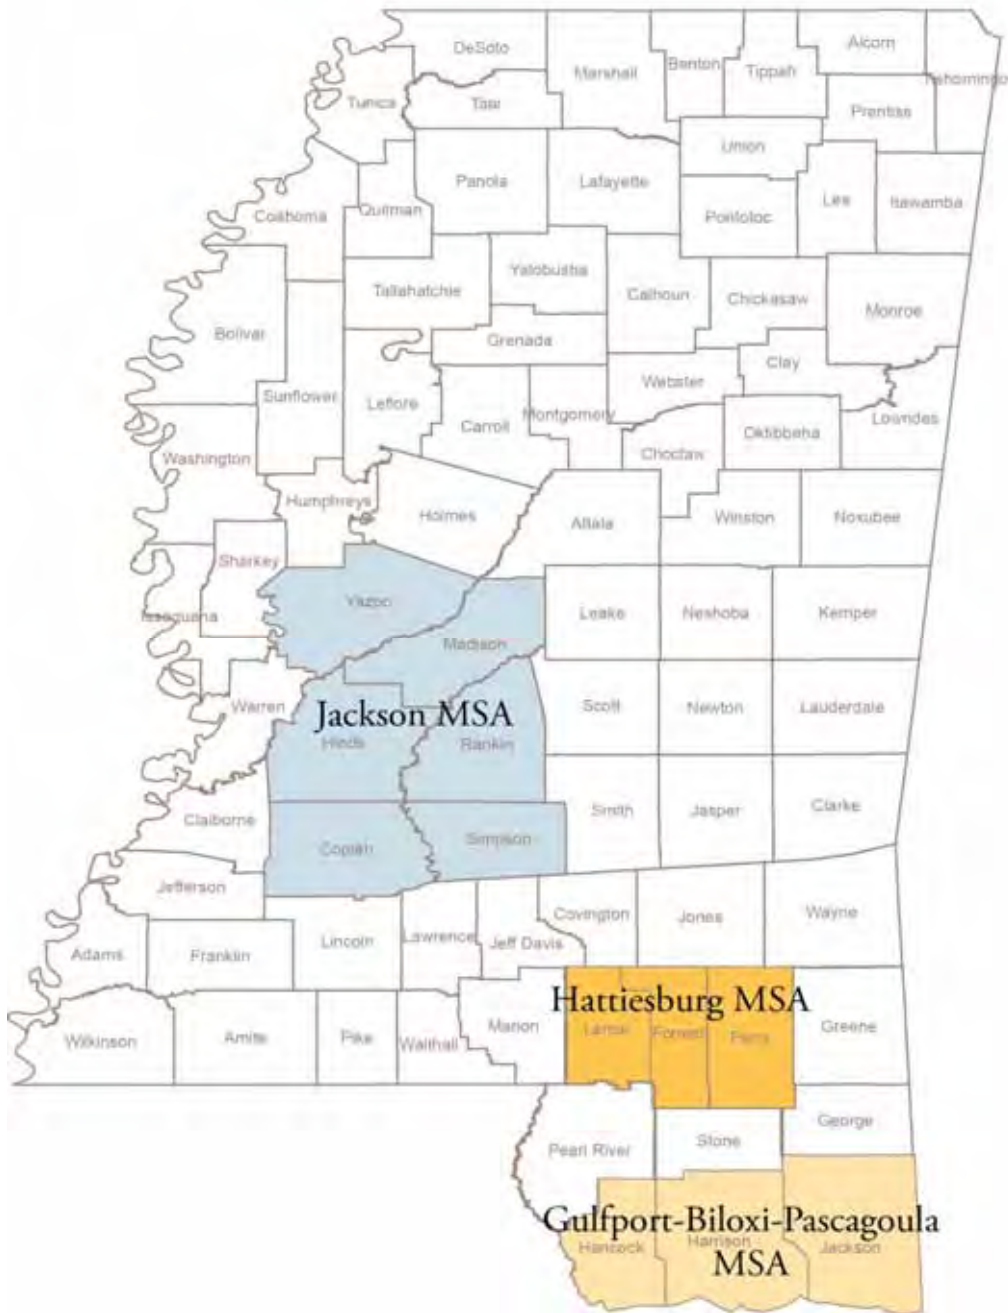 DeSoto
Marshall
Benton
Tippah
Alcorn
Tishomingo
Tunica
Tate
Prentiss
Union
Panola
Lafayette
Coahoma
Quitman
Pontotoc
Lee
Itawamba
Tallahatchie
Yalobusha
Calhoun
Chickasaw
Monroe
Bolivar
Grenada
Clay
Sunflower
Leflore
Webster
Carroll
Montgomery
Lowndes
Oktibbeha
Choctaw
Washington
Humphreys
Holmes
Attala
Winston
Noxubee
Sharkey
Yazoo
Issaquena
Leake
Neshoba
Kemper
Madison
Warren
Scott
Newton
Lauderdale
Jackson MSA
Hinds
Rankin
Claiborne
Smith
Jasper
Clarke
Copiah
Simpson
Jefferson
Covington
Jones
Wayne
Adams
Franklin
Lincoln
Lawrence
Jeff Davis
Hattiesburg MSA
Wilkinson
Amite
Pike
Walthall
Marion
Lamar
Forrest
Perry
Greene
Pearl River
Stone
George
Gulfport-Biloxi-Pascagoula
MSA
Hancock
Harrison
Jackson